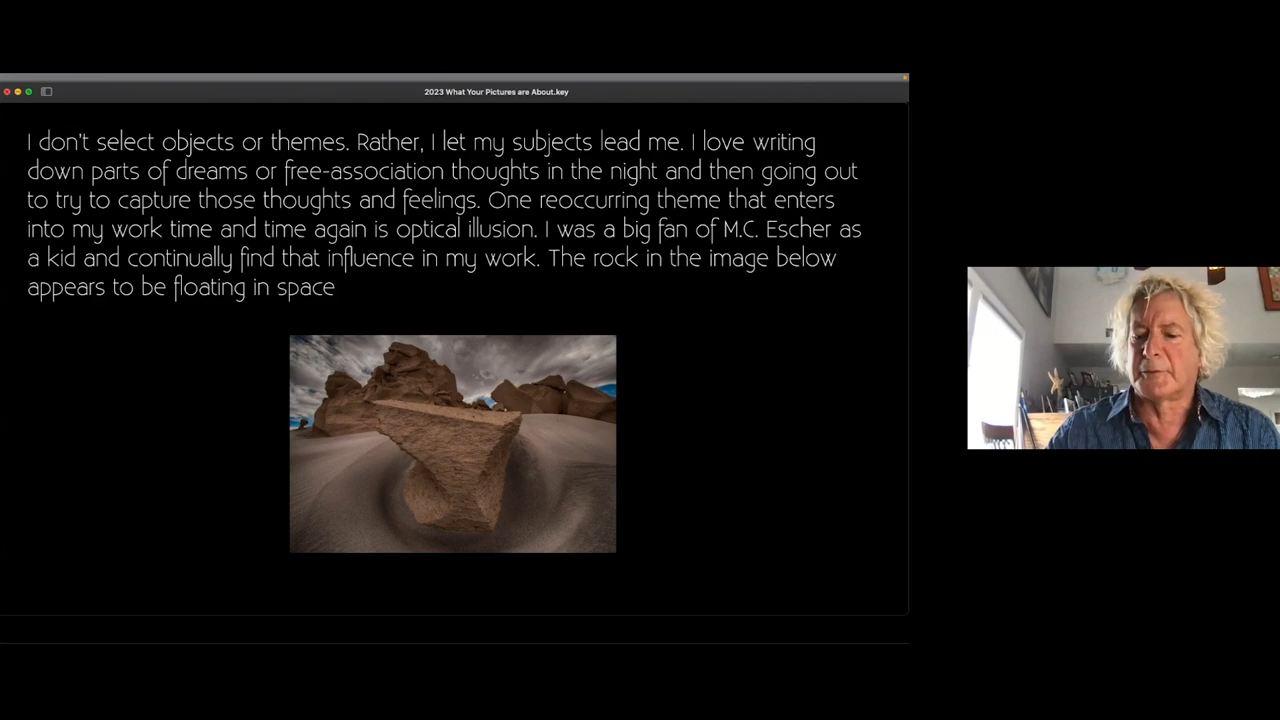 2023 What Your Pictures are About.key
I don't select objects or themes. Rather, I let my subjects lead me. I love writing
down parts of dreams or free-association thoughts in the night and then going out
to try to capture those thoughts and feelings. One reoccurring theme that enters
into my work time and time again is optical illusion. I was a big fan of M.C. Escher as
a kid and continually find that influence in my work. The rock in the image below
appears to be floating in space